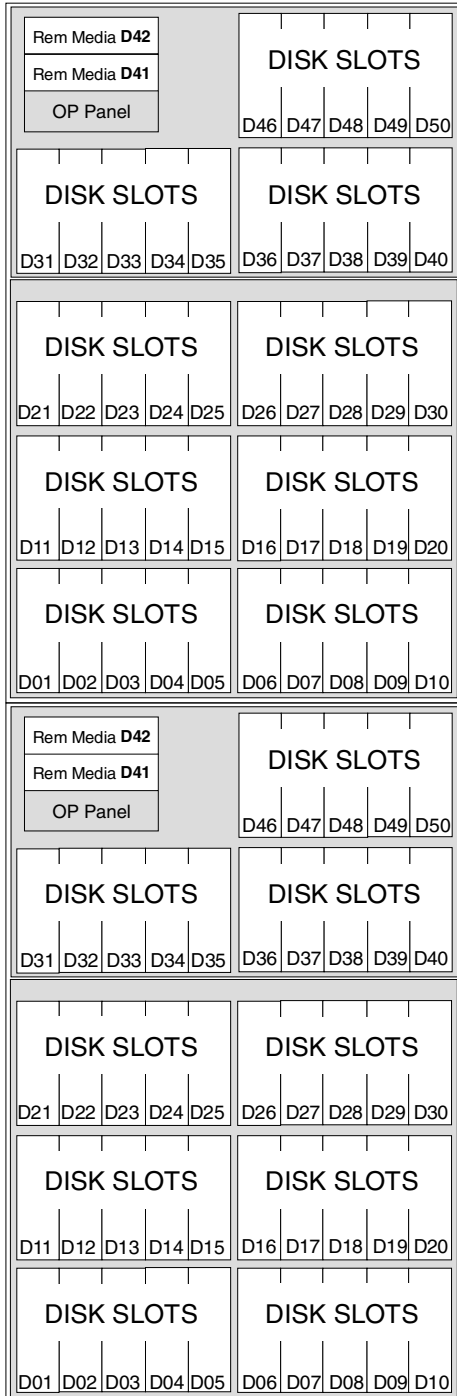 Rem Media D42
Rem Media D41
OP Panel
DISK SLOTS
D46 D47 D48 D49 D50
DISK SLOTS
D31 D32 D33 D34 D35
DISK SLOTS
D36 D37 D38 D39 D40
DISK SLOTS
D21 D22 D23 D24 D25
DISK SLOTS
D26 D27 D28 D29 D30
DISK SLOTS
D11 D12 D13 D14 D15
DISK SLOTS
D16 D17 D18 D19 D20
DISK SLOTS
D01 D02 D03 D04 D05
DISK SLOTS
D06 D07 D08 D09 D10
Rem Media D42
Rem Media D41
OP Panel
DISK SLOTS
D46 D47 D48 D49 D50
DISK SLOTS
D31 D32 D33 D34 D35
DISK SLOTS
D36 D37 D38 D39 D40
DISK SLOTS
D21 D22 D23 D24 D25
DISK SLOTS
D26 D27 D28 D29 D30
DISK SLOTS
D11 D12 D13 D14 D15
DISK SLOTS
D16 D17 D18 D19 D20
DISK SLOTS
D01 D02 D03 D04 D05
DISK SLOTS
D06 D07 D08 D09 D10